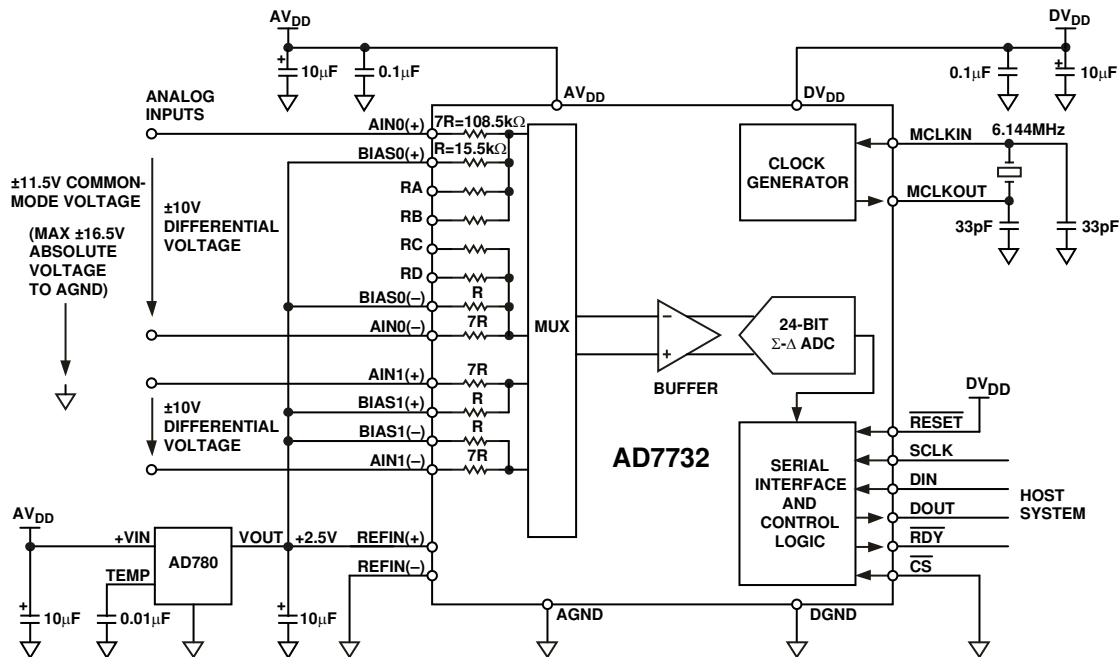 AVDD
DVDD
10µF
0.1µF
0.1µF
10µF
+
+
AVDD
DVDD
ANALOG
INPUTS
AIN0(+)
7R=108.5kΩ
BIAS0(+)
R=15.5kΩ
RA
RB
RC
RD
BIAS0(–)
R
AIN0(–)
7R
±11.5V COMMON-
MODE VOLTAGE
(MAX ±16.5V
ABSOLUTE
VOLTAGE
TO AGND)
±10V
DIFFERENTIAL
VOLTAGE
AIN1(+)
7R
BIAS1(+)
R
BIAS1(–)
R
AIN1(–)
7R
±10V
DIFFERENTIAL
VOLTAGE
MUX
–
+
BUFFER
24-BIT
Σ-Δ ADC
CLOCK
GENERATOR
MCLKIN
6.144MHz
MCLKOUT
33pF
33pF
AD7732
SERIAL
INTERFACE
AND
CONTROL
LOGIC
DVDD
RESET
SCLK
DIN
DOUT
RDY
CS
HOST
SYSTEM
AVDD
+VIN
AD780
VOUT
+2.5V
REFIN(+)
TEMP
REFIN(–)
+
10µF
0.01µF
+
10µF
AGND
DGND